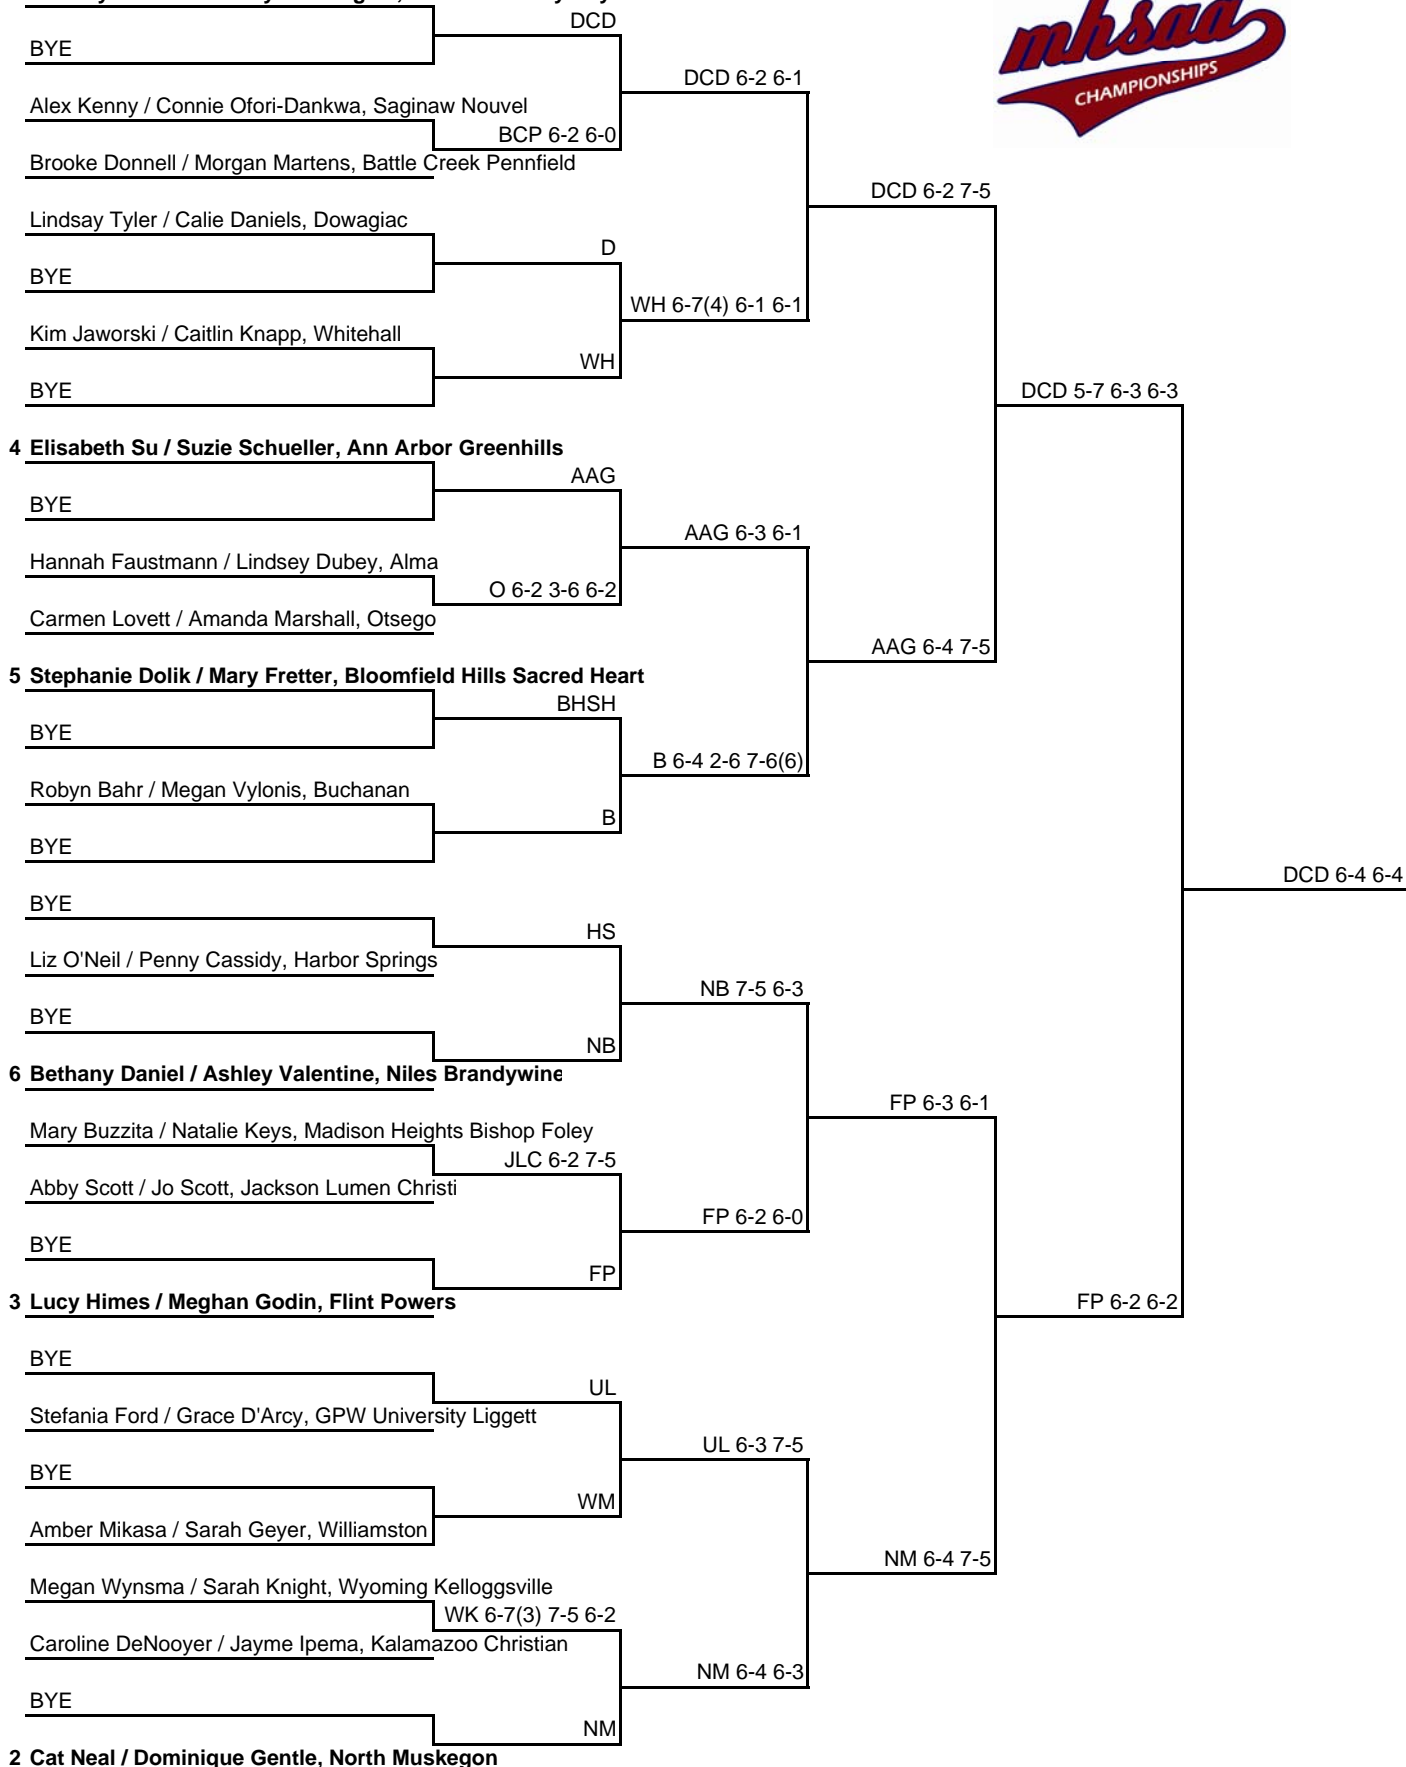 DCD
BYE
mhsaa
CHAMPIONSHIPS
DCD 6-2 6-1
Alex Kenny / Connie Ofori-Dankwa, Saginaw Nouvel
BCP 6-2 6-0
Brooke Donnell / Morgan Martens, Battle Creek Pennfield
DCD 6-2 7-5
Lindsay Tyler / Calie Daniels, Dowagiac
D
BYE
WH 6-7(4) 6-1 6-1
Kim Jaworski / Caitlin Knapp, Whitehall
WH
BYE
DCD 5-7 6-3 6-3
4 Elisabeth Su / Suzie Schueller, Ann Arbor Greenhills
AAG
BYE
AAG 6-3 6-1
Hannah Faustmann / Lindsey Dubey, Alma
O 6-2 3-6 6-2
Carmen Lovett / Amanda Marshall, Otsego
AAG 6-4 7-5
5 Stephanie Dolik / Mary Fretter, Bloomfield Hills Sacred Heart
BHSH
BYE
B 6-4 2-6 7-6(6)
Robyn Bahr / Megan Vylonis, Buchanan
B
BYE
DCD 6-4 6-4
BYE
HS
Liz O'Neil / Penny Cassidy, Harbor Springs
NB 7-5 6-3
BYE
NB
6 Bethany Daniel / Ashley Valentine, Niles Brandywine
FP 6-3 6-1
Mary Buzzita / Natalie Keys, Madison Heights Bishop Foley
JLC 6-2 7-5
Abby Scott / Jo Scott, Jackson Lumen Christi
FP 6-2 6-0
BYE
FP
3 Lucy Himes / Meghan Godin, Flint Powers
FP 6-2 6-2
BYE
UL
Stefania Ford / Grace D'Arcy, GPW University Liggett
UL 6-3 7-5
BYE
WM
Amber Mikasa / Sarah Geyer, Williamston
NM 6-4 7-5
Megan Wynsma / Sarah Knight, Wyoming Kelloggsville
WK 6-7(3) 7-5 6-2
Caroline DeNooyer / Jayme Ipema, Kalamazoo Christian
NM 6-4 6-3
BYE
NM
2 Cat Neal / Dominique Gentle, North Muskegon